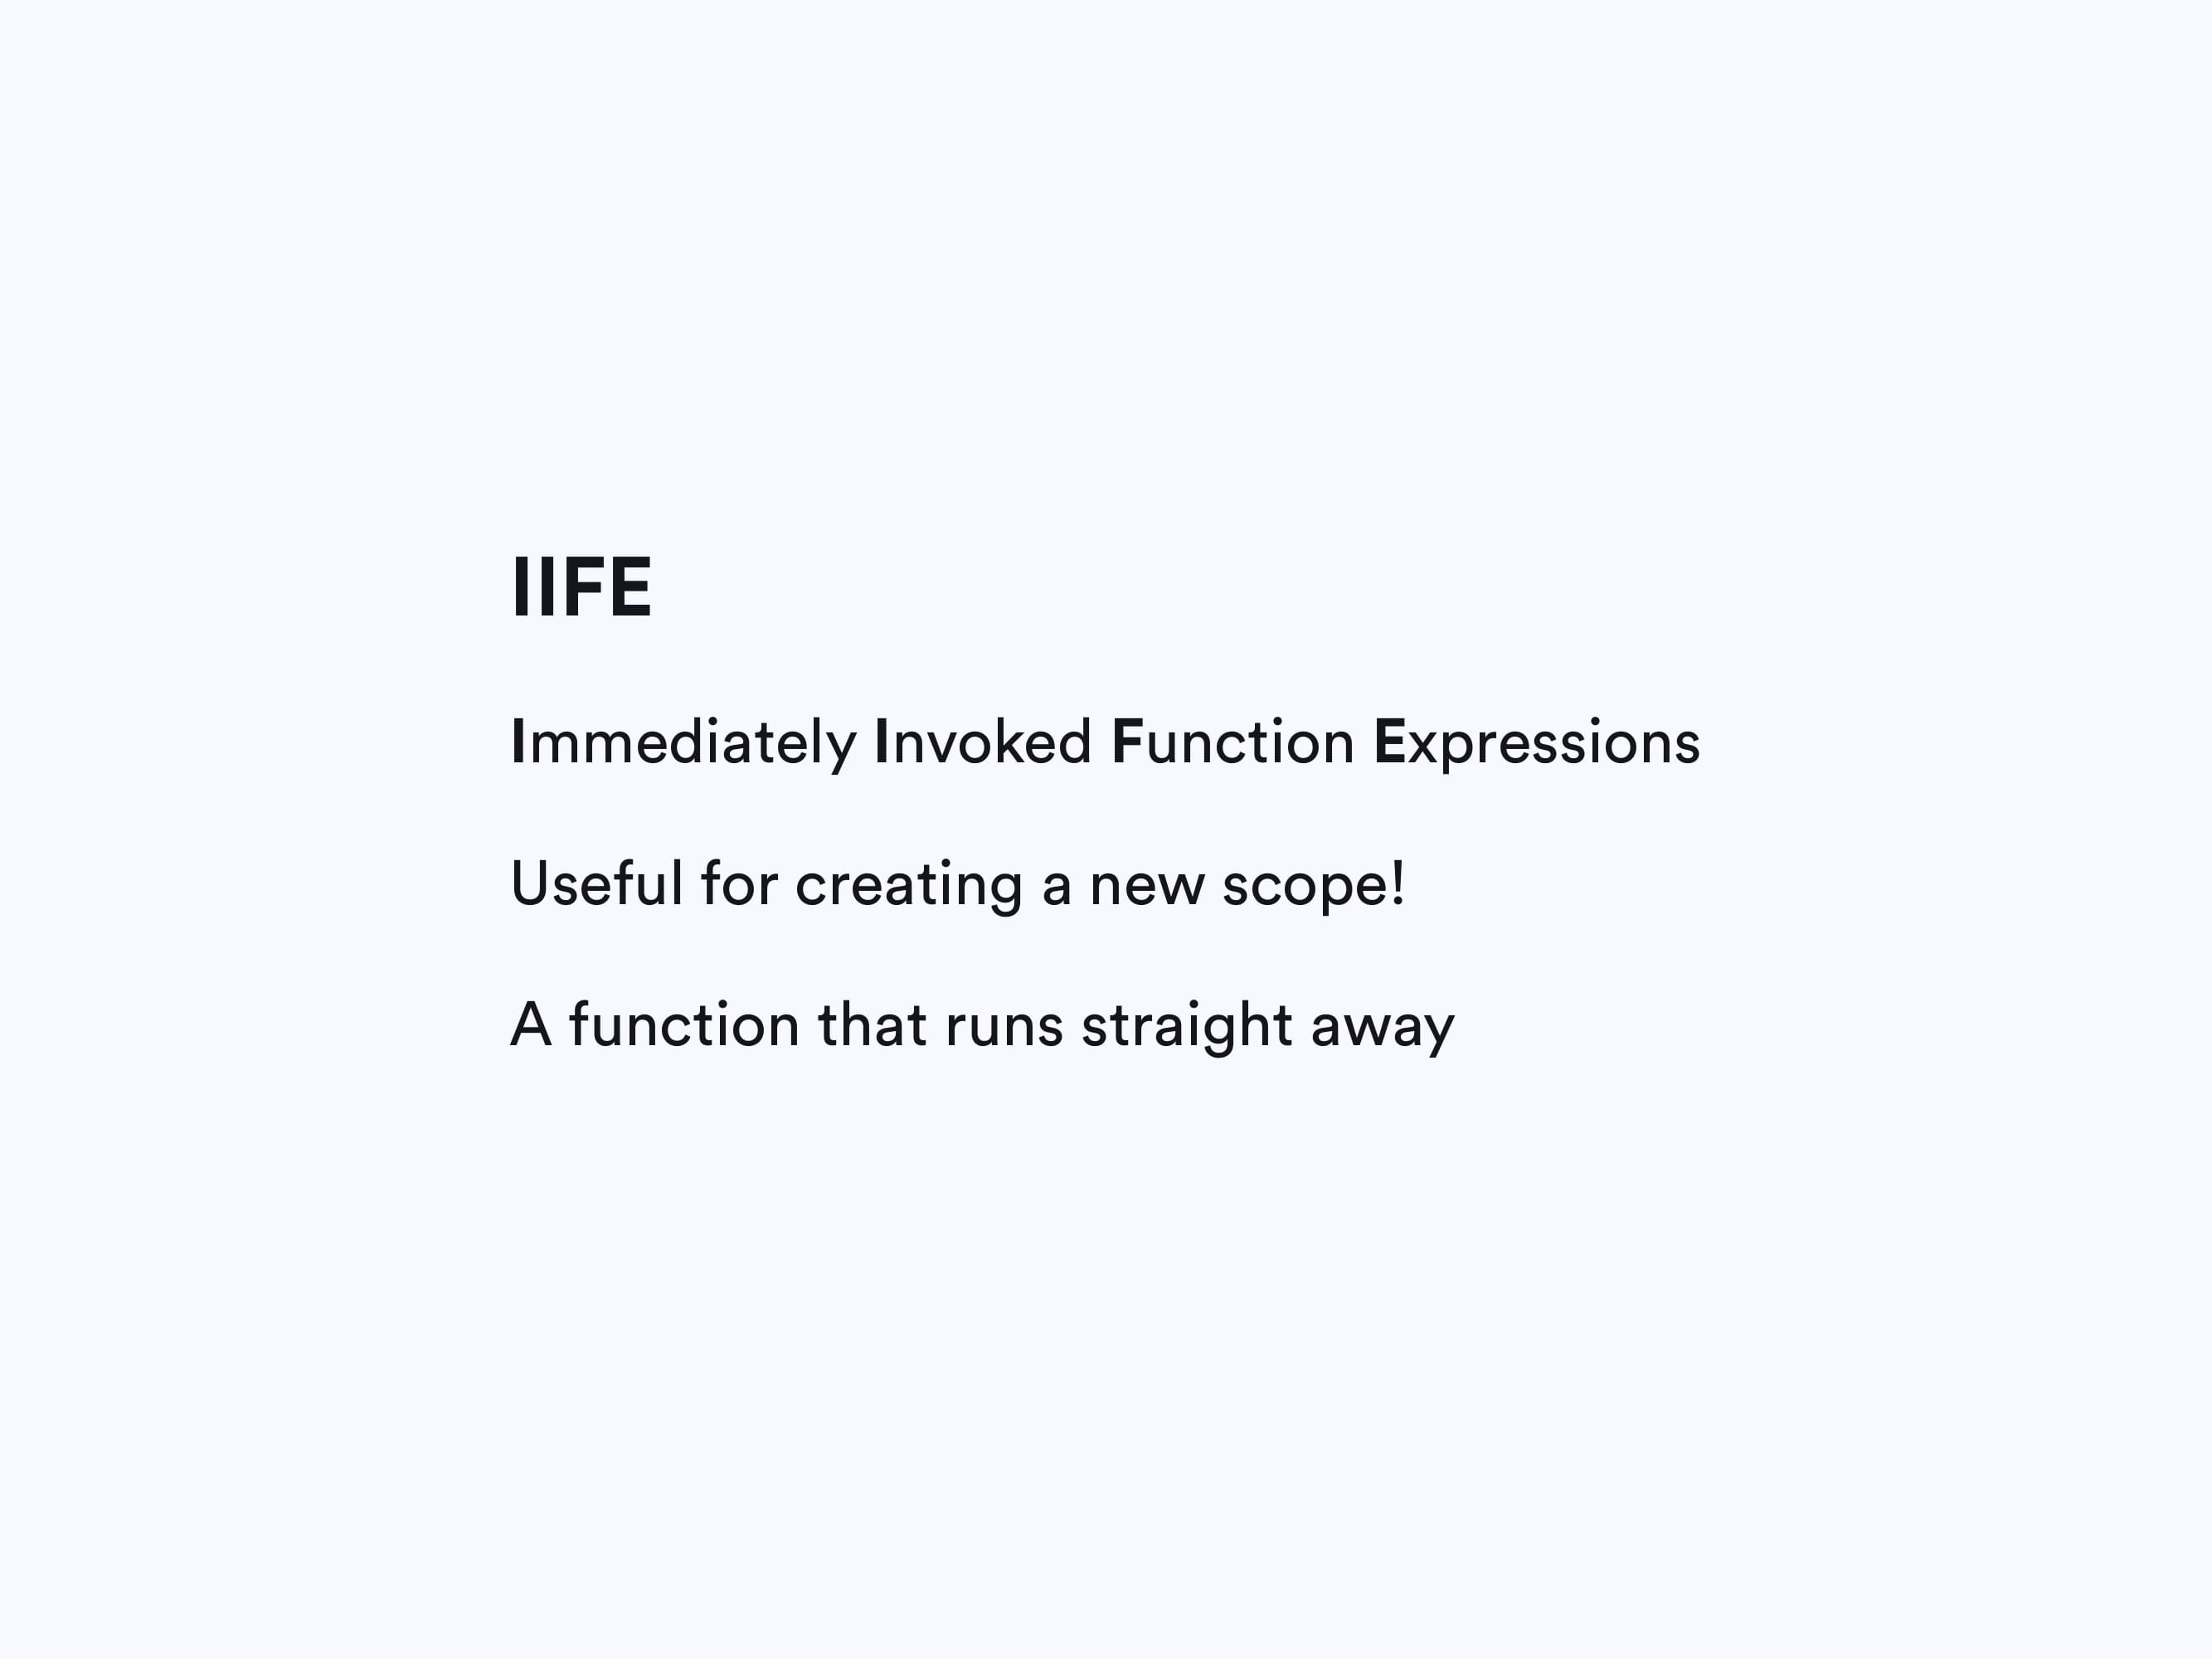 IIFE
Immediately Invoked Function Expressions
Useful for creating a new scope!
A function that runs straight away